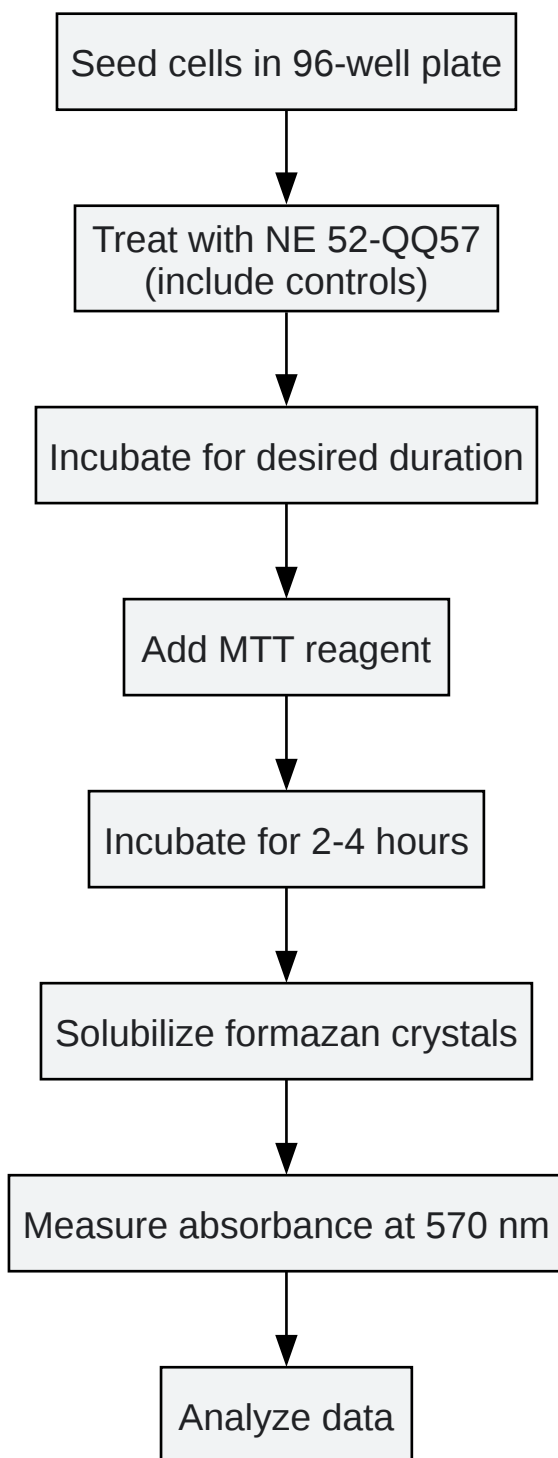 Seed cells in 96-well plate
Treat with NE 52-QQ57
(include controls)
Incubate for desired duration
Add MTT reagent
Incubate for 2-4 hours
Solubilize formazan crystals
Measure absorbance at 570 nm
Analyze data